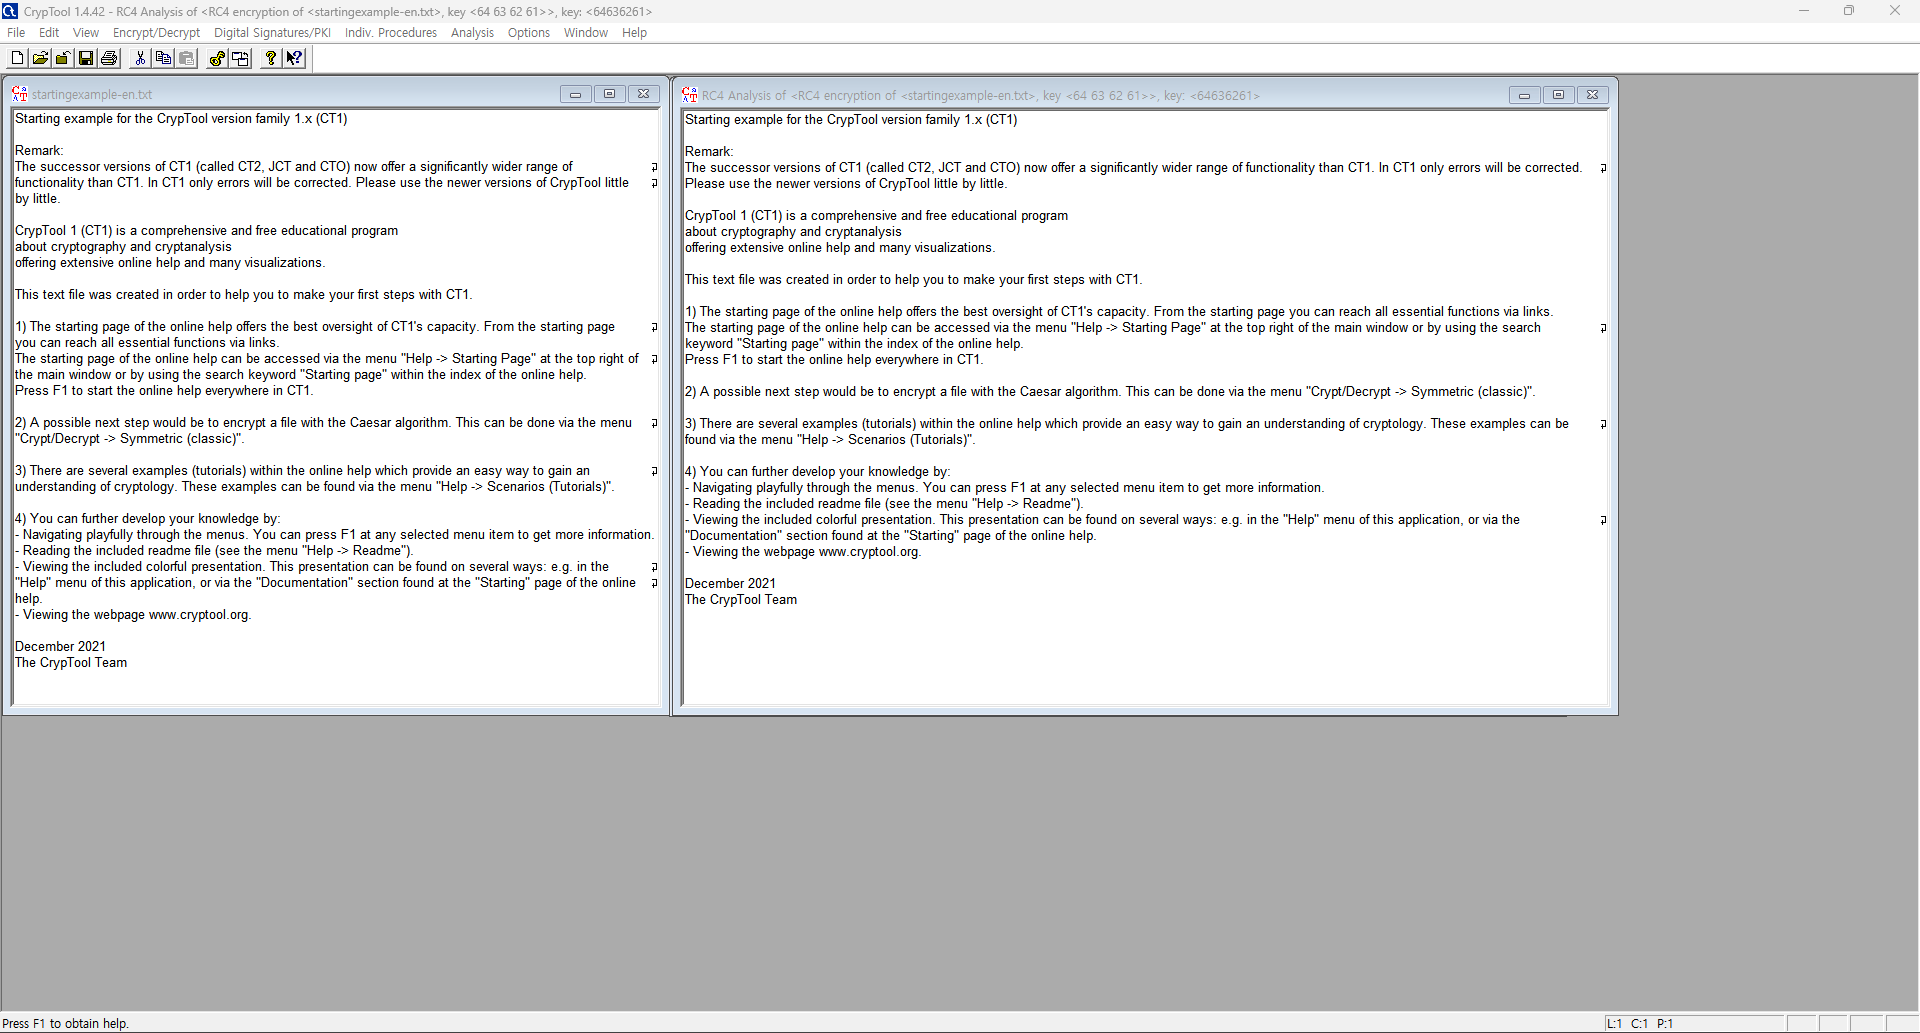 CrypTool 1.4.42 - RC4 Analysis of <RC4 encryption of <startingexample-en.txt>, key <64 63 62 61>>, key: <64636261>
File Edit View Encrypt/Decrypt Digital Signatures/PKI Indiv. Procedures Analysis Options Window Help
startingexample-en.txt
Starting example for the CrypTool version family 1.x (CT1)
Remark:
The successor versions of CT1 (called CT2, JCT and CTO) now offer a significantly wider range of
functionality than CT1. In CT1 only errors will be corrected. Please use the newer versions of CrypTool little
by little.
CrypTool 1 (CT1) is a comprehensive and free educational program
about cryptography and cryptanalysis
offering extensive online help and many visualizations.
This text file was created in order to help you to make your first steps with CT1.
1) The starting page of the online help offers the best oversight of CT1's capacity. From the starting page
you can reach all essential functions via links.
The starting page of the online help can be accessed via the menu "Help -> Starting Page" at the top right of
the main window or by using the search keyword "Starting page" within the index of the online help.
Press F1 to start the online help everywhere in CT1.
2) A possible next step would be to encrypt a file with the Caesar algorithm. This can be done via the menu
"Crypt/Decrypt -> Symmetric (classic)".
3) There are several examples (tutorials) within the online help which provide an easy way to gain an
understanding of cryptology. These examples can be found via the menu "Help -> Scenarios (Tutorials)".
4) You can further develop your knowledge by:
- Navigating playfully through the menus. You can press F1 at any selected menu item to get more information.
- Reading the included readme file (see the menu "Help -> Readme").
- Viewing the included colorful presentation. This presentation can be found on several ways: e.g. in the
"Help" menu of this application, or via the "Documentation" section found at the "Starting" page of the online
help.
- Viewing the webpage www.cryptool.org.
December 2021
The CrypTool Team
RC4 Analysis of <RC4 encryption of <startingexample-en.txt>, key <64 63 62 61>>, key: <64636261>
Starting example for the CrypTool version family 1.x (CT1)
Remark:
The successor versions of CT1 (called CT2, JCT and CTO) now offer a significantly wider range of functionality than CT1. In CT1 only errors will be corrected.
Please use the newer versions of CrypTool little by little.
CrypTool 1 (CT1) is a comprehensive and free educational program
about cryptography and cryptanalysis
offering extensive online help and many visualizations.
This text file was created in order to help you to make your first steps with CT1.
1) The starting page of the online help offers the best oversight of CT1's capacity. From the starting page you can reach all essential functions via links.
The starting page of the online help can be accessed via the menu "Help -> Starting Page" at the top right of the main window or by using the search
keyword "Starting page" within the index of the online help.
Press F1 to start the online help everywhere in CT1.
2) A possible next step would be to encrypt a file with the Caesar algorithm. This can be done via the menu "Crypt/Decrypt -> Symmetric (classic)".
3) There are several examples (tutorials) within the online help which provide an easy way to gain an understanding of cryptology. These examples can be
found via the menu "Help -> Scenarios (Tutorials)".
4) You can further develop your knowledge by:
- Navigating playfully through the menus. You can press F1 at any selected menu item to get more information.
- Reading the included readme file (see the menu "Help -> Readme").
- Viewing the included colorful presentation. This presentation can be found on several ways: e.g. in the "Help" menu of this application, or via the
"Documentation" section found at the "Starting" page of the online help.
- Viewing the webpage www.cryptool.org.
December 2021
The CrypTool Team
Press F1 to obtain help.
L:1 C:1 P:1